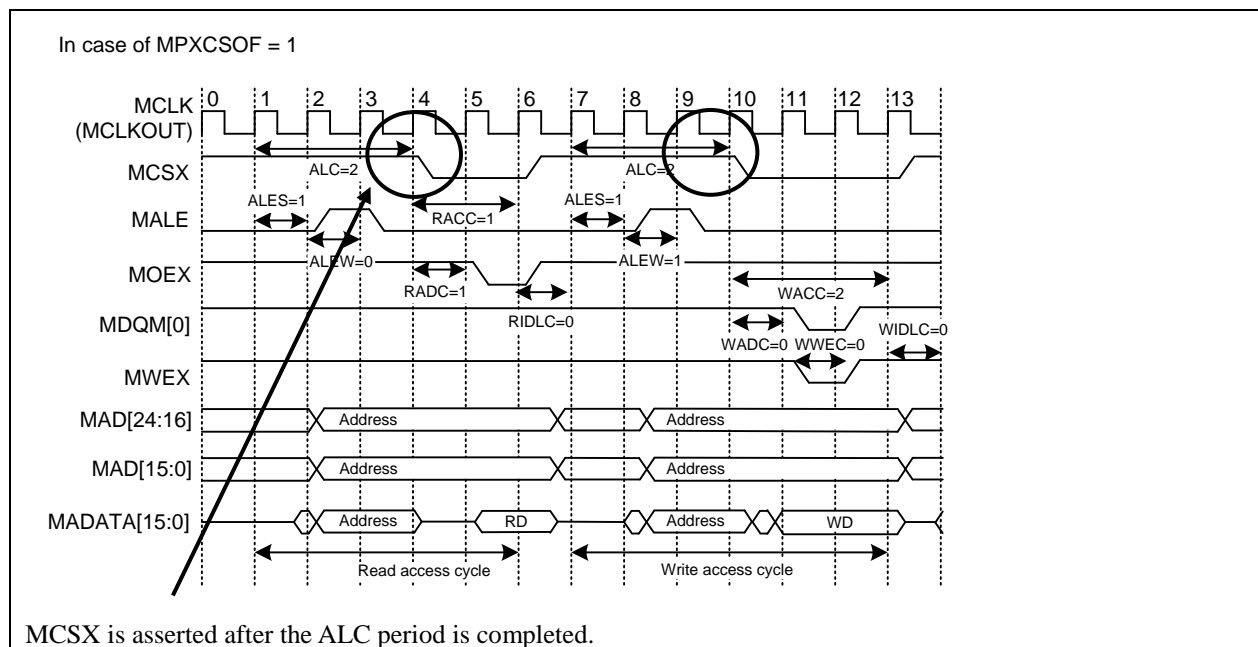 In case of MPXCSOF = 1
0 1 2 3 4 5 6 7 8 9 10 11 12 13
MCLK
(MCLKOUT)
MCSX
ALC=2 ALC=2
ALES=1 RACC=1 ALES=1
MALE
ALEW=0 ALEW=1
MOEX
RADC=1 WACC=2
RIDLC=0
MDQM[0]
WADC=0 WWEC=0 WIDLC=0
MWEX
MAD[24:16] Address Address
MAD[15:0] Address Address
MADATA[15:0] Address RD Address WD
Read access cycle Write access cycle
MCSX is asserted after the ALC period is completed.